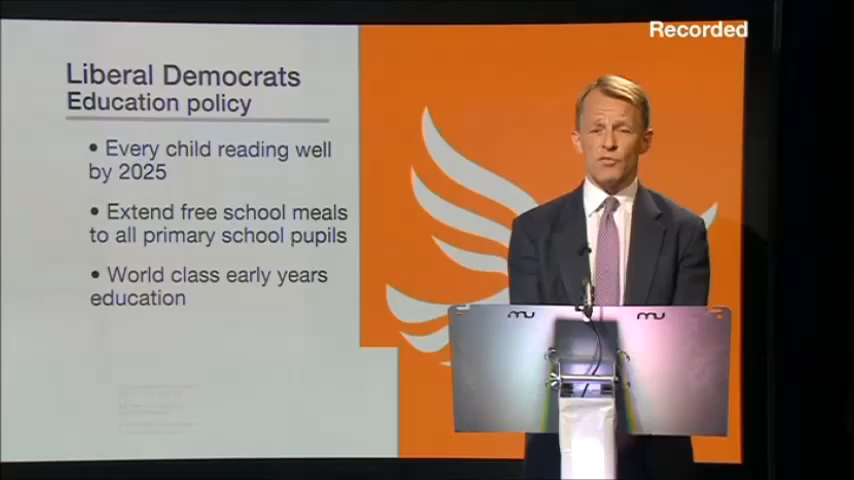 Recorded
Liberal Democrats
Education policy
• Every child reading well
by 2025
• Extend free school meals
to all primary school pupils
• World class early years
education